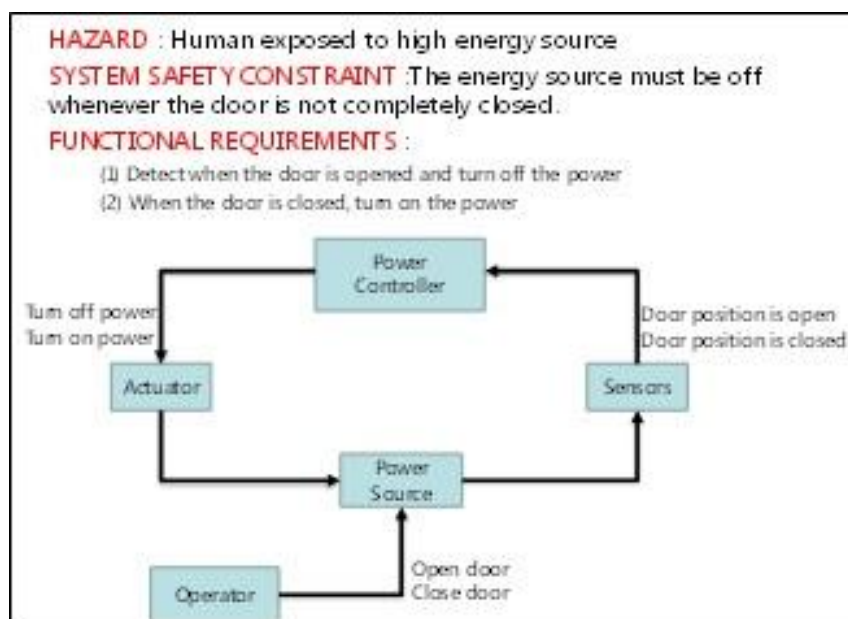 HAZARD : Human exposed to high energy source
SYSTEM SAFETY CONSTRAINT :The energy source must be off
whenever the door is not completely closed.
FUNCTIONAL REQUIREMENTS :
(1) Detect when the door is opened and turn off the power
(2) When the door is closed, turn on the power
Power
Controller
Turn off power
Turn on power
Door position is open
Door position is closed
Actuator
Sensors
Power
Source
Open door
Close door
Operator